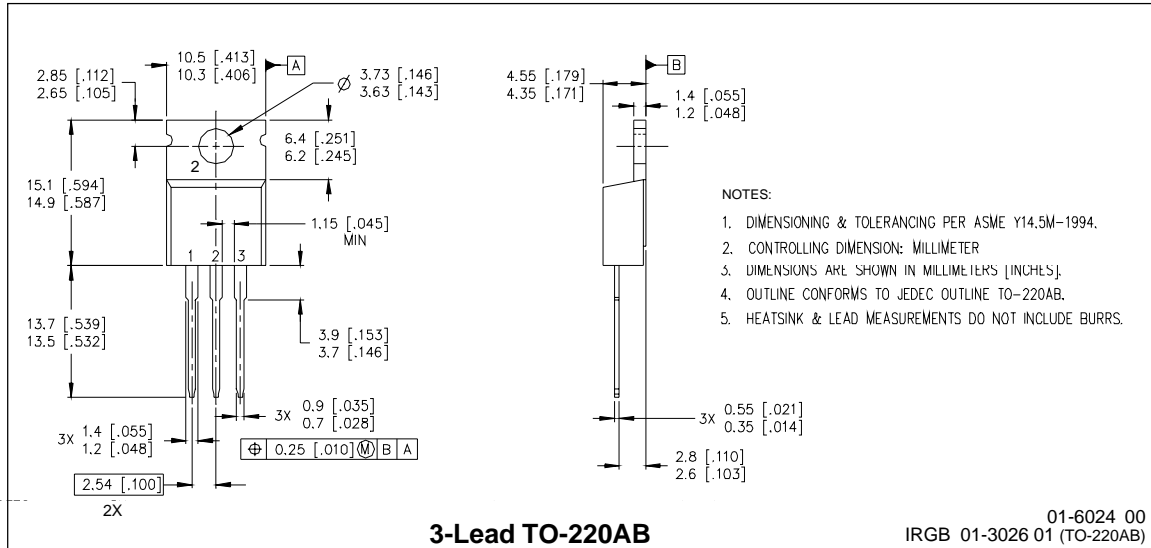 10.5 [.413]
10.3 [.406]
A
2.85 [.112]
2.65 [.105]
Ø 3.73 [.146]
3.63 [.143]
6.4 [.251]
6.2 [.245]
2
15.1 [.594]
14.9 [.587]
1.15 [.045]
MIN
1 2 3
13.7 [.539]
13.5 [.532]
3.9 [.153]
3.7 [.146]
3X 0.9 [.035]
0.7 [.028]
3X 1.4 [.055]
1.2 [.048]
⌖ 0.25 [.010] Ⓜ B A
2.54 [.100]
2X
B
4.55 [.179]
4.35 [.171]
1.4 [.055]
1.2 [.048]
NOTES:
1. DIMENSIONING & TOLERANCING PER ASME Y14.5M-1994.
2. CONTROLLING DIMENSION: MILLIMETER
3. DIMENSIONS ARE SHOWN IN MILLIMETERS [INCHES].
4. OUTLINE CONFORMS TO JEDEC OUTLINE TO-220AB.
5. HEATSINK & LEAD MEASUREMENTS DO NOT INCLUDE BURRS.
3X 0.55 [.021]
0.35 [.014]
2.8 [.110]
2.6 [.103]
3-Lead TO-220AB
01-6024 00
IRGB 01-3026 01 (TO-220AB)